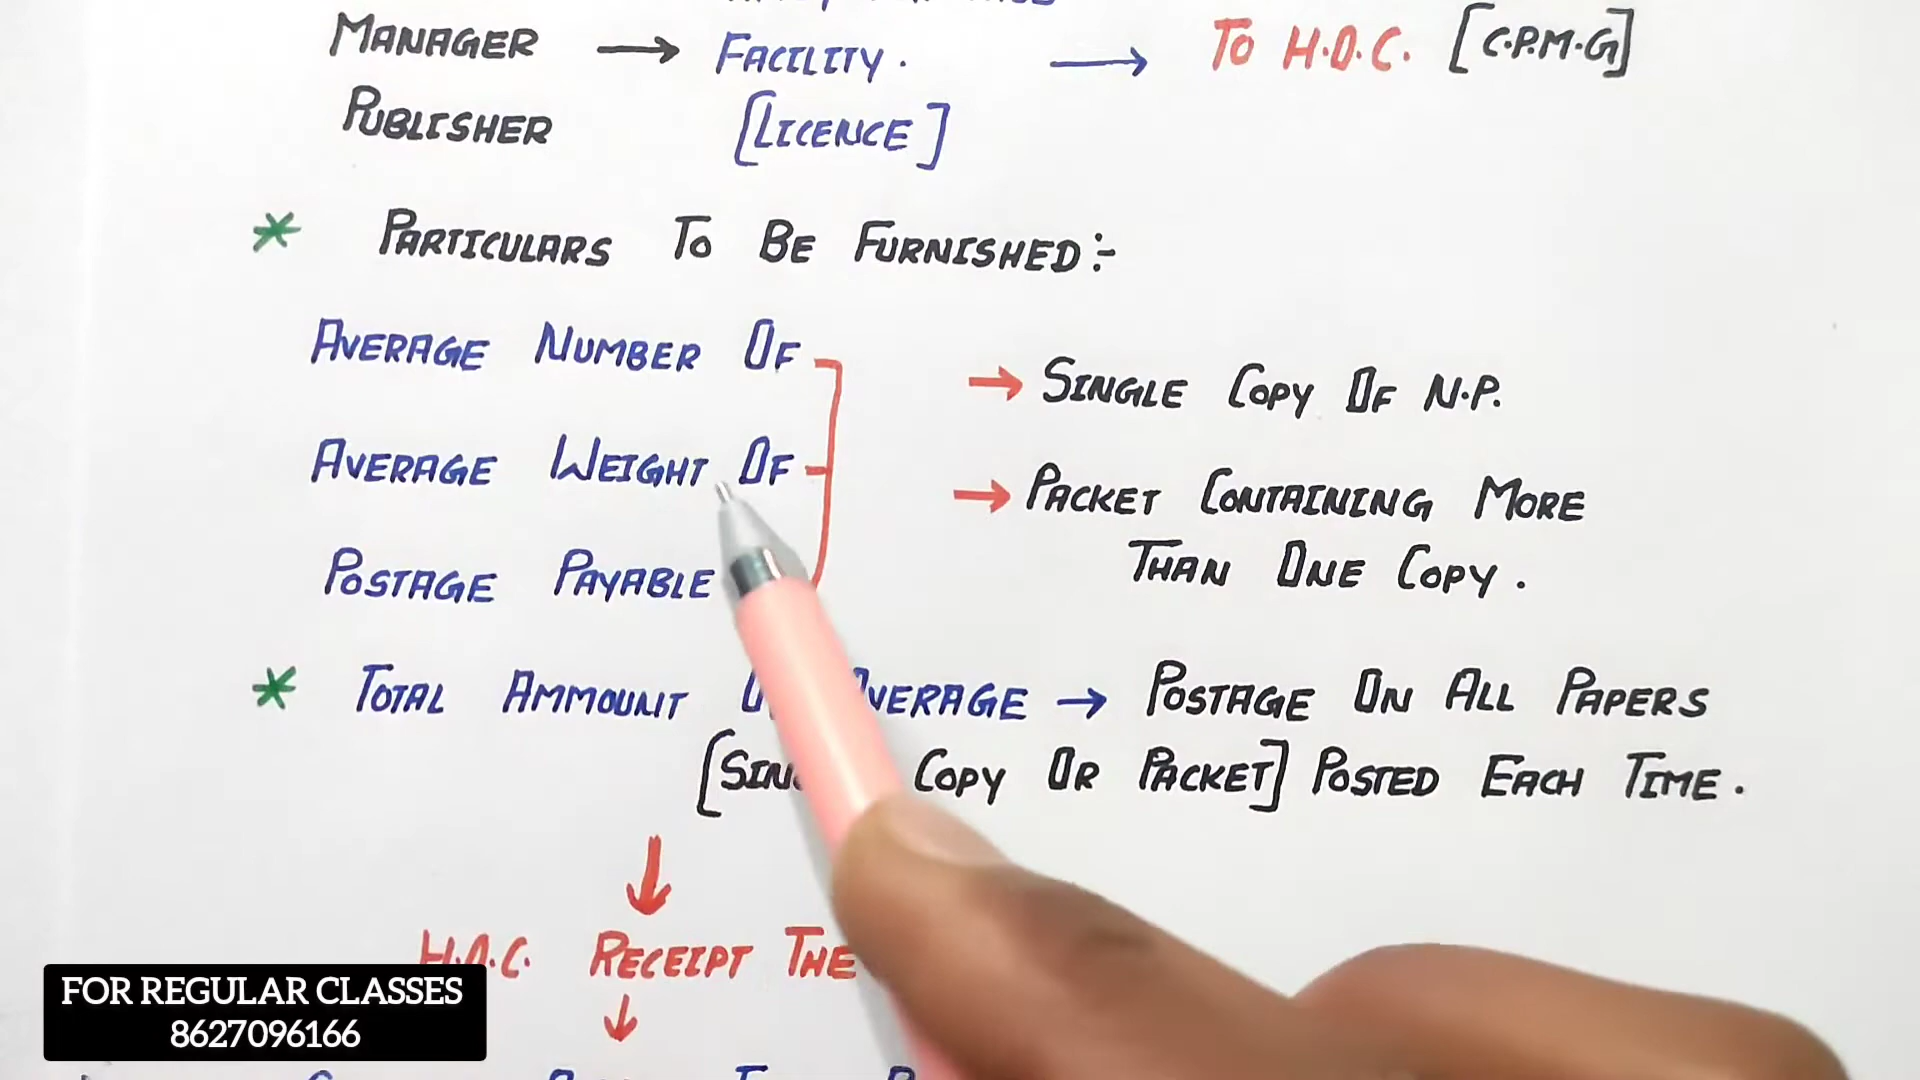 MANAGER → FACILITY. → TO H.O.C. [C.P.M.G]
PUBLISHER [LICENCE]
* PARTICULARS TO BE FURNISHED:-
AVERAGE NUMBER OF
→ SINGLE COPY OF N.P.
AVERAGE WEIGHT OF
→ PACKET CONTAINING MORE
THAN ONE COPY.
POSTAGE PAYABLE
* TOTAL AMMOUNT AVERAGE → POSTAGE ON ALL PAPERS
COPY OR PACKET] POSTED EACH TIME.
H.O.C. RECEIPT THE
FOR REGULAR CLASSES
8627096166